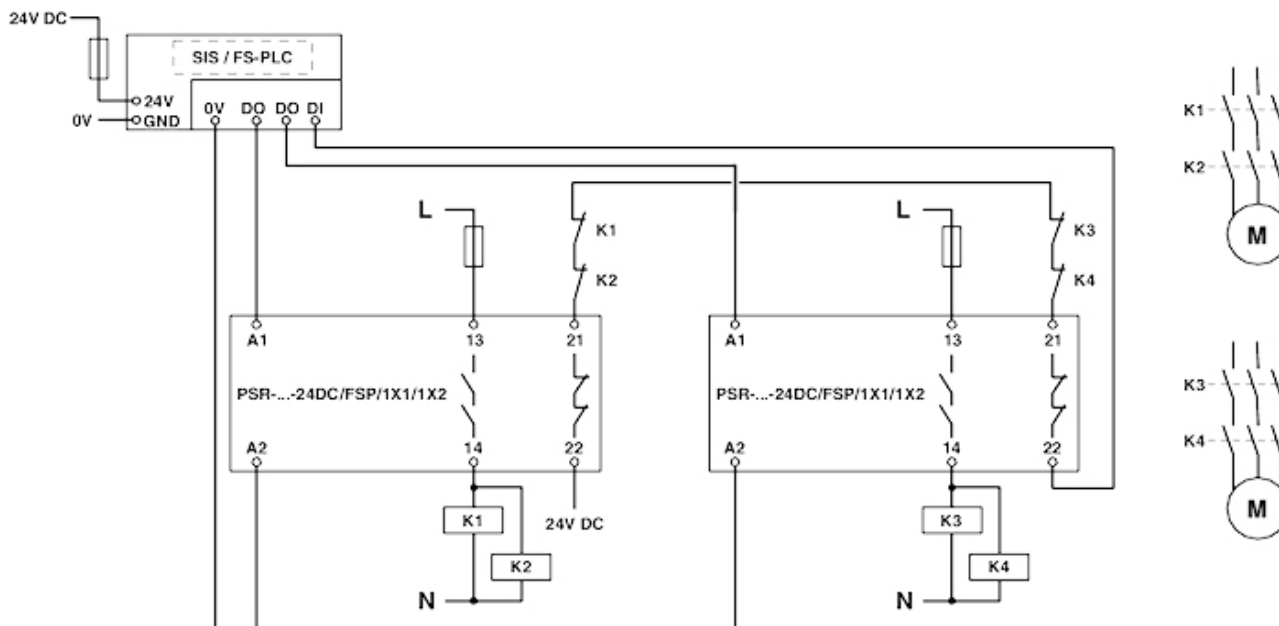 24V DC
SIS / FS-PLC
24V
0V
GND
0V DO DO DI
L
K1
K2
L
K3
K4
A1 13 21
PSR-...-24DC/FSP/1X1/1X2
A2 14 22
A1 13 21
PSR-...-24DC/FSP/1X1/1X2
A2 14 22
K1
K2
24V DC
N
K3
K4
N
K1
K2
M
K3
K4
M